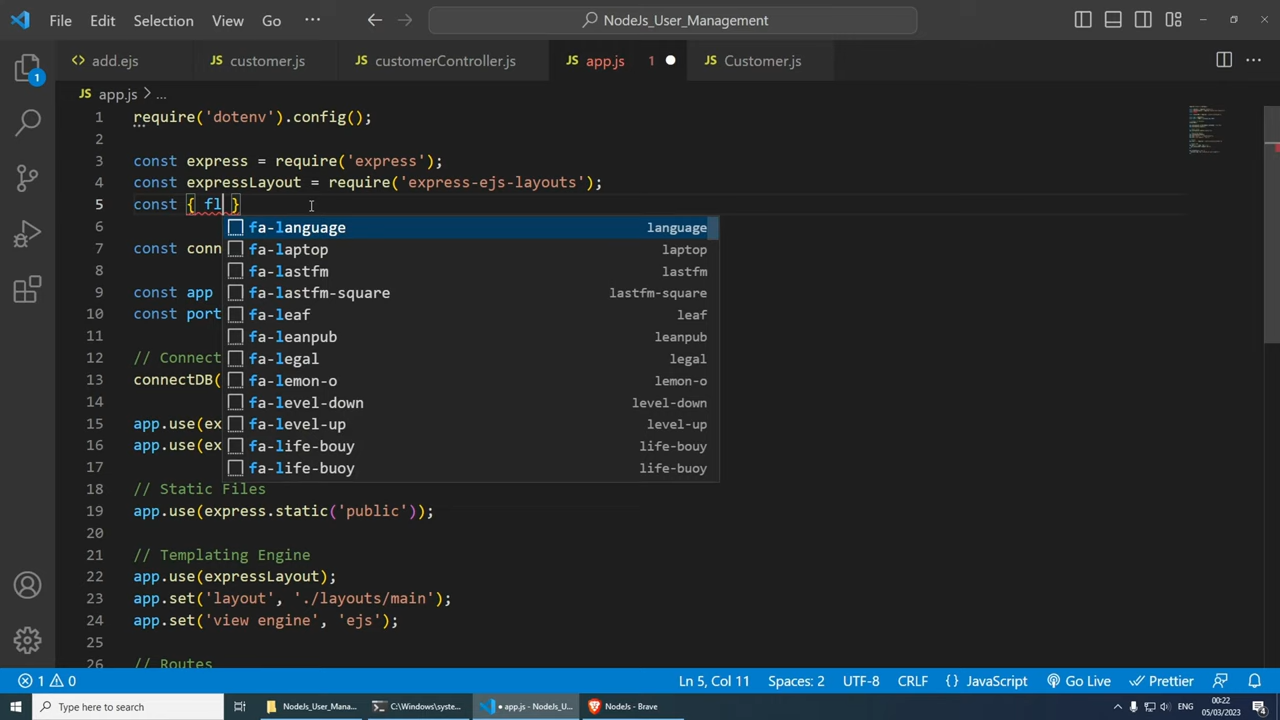 File Edit Selection View Go ··· NodeJs_User_Management
<> add.ejs JS customer.js JS customerController.js JS app.js 1 JS Customer.js
JS app.js > ...
1 require('dotenv').config();
2
3 const express = require('express');
4 const expressLayout = require('express-ejs-layouts');
5 const { fl }
6
7 const conn
8
9 const app
10 const port
11
12 // Connect
13 connectDB(
14
15 app.use(ex
16 app.use(ex
17
18 // Static Files
19 app.use(express.static('public'));
20
21 // Templating Engine
22 app.use(expressLayout);
23 app.set('layout', './layouts/main');
24 app.set('view engine', 'ejs');
25
26 // Routes
fa-language language
fa-laptop laptop
fa-lastfm lastfm
fa-lastfm-square lastfm-square
fa-leaf leaf
fa-leanpub leanpub
fa-legal legal
fa-lemon-o lemon-o
fa-level-down level-down
fa-level-up level-up
fa-life-bouy life-bouy
fa-life-buoy life-buoy
1
1 0 Ln 5, Col 11 Spaces: 2 UTF-8 CRLF {} JavaScript Go Live Prettier
Type here to search NodeJs_User_Mana... C:\Windows\syste... app.js - NodeJs_U... NodeJs - Brave ENG 00:22
05/03/2023 4